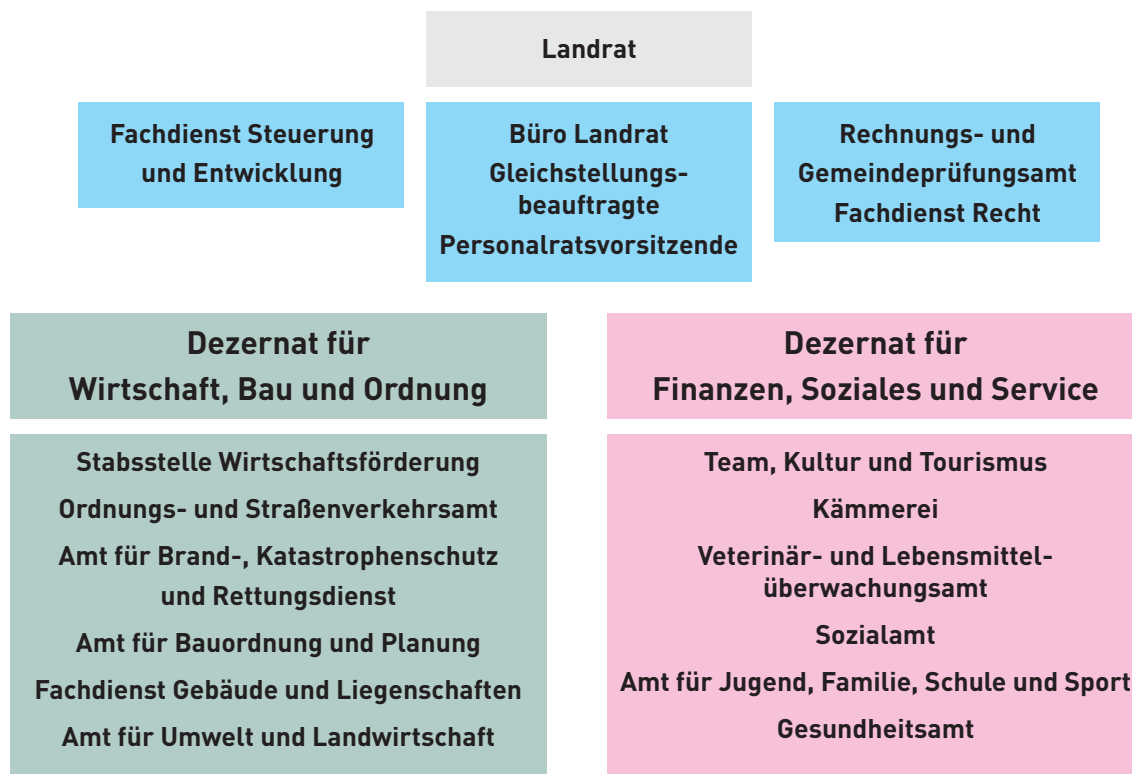 Landrat
Fachdienst Steuerung
und Entwicklung
Büro Landrat
Gleichstellungs-
beauftragte
Personalratsvorsitzende
Rechnungs- und
Gemeindeprüfungsamt
Fachdienst Recht
Dezernat für
Wirtschaft, Bau und Ordnung
Stabsstelle Wirtschaftsförderung
Ordnungs- und Straßenverkehrsamt
Amt für Brand-, Katastrophenschutz
und Rettungsdienst
Amt für Bauordnung und Planung
Fachdienst Gebäude und Liegenschaften
Amt für Umwelt und Landwirtschaft
Dezernat für
Finanzen, Soziales und Service
Team, Kultur und Tourismus
Kämmerei
Veterinär- und Lebensmittel-
überwachungsamt
Sozialamt
Amt für Jugend, Familie, Schule und Sport
Gesundheitsamt